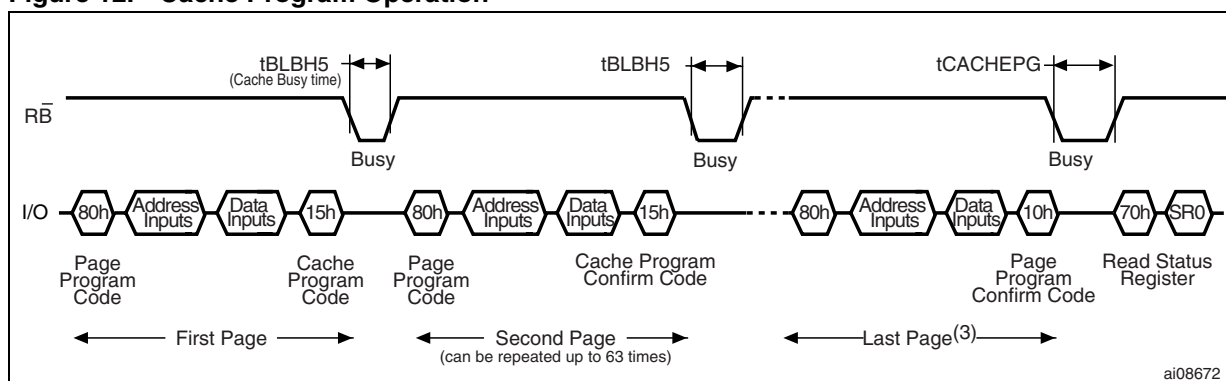 Figure 12. Cache Program Operation
tBLBH5
(Cache Busy time)
tBLBH5
tCACHEPG
RB
Busy
Busy
Busy
I/O
80h
Address
Inputs
Data
Inputs
15h
80h
Address
Inputs
Data
Inputs
15h
80h
Address
Inputs
Data
Inputs
10h
70h
SR0
Page
Program
Code
Cache
Program
Code
Page
Program
Code
Cache Program
Confirm Code
Page
Program
Confirm Code
Read Status
Register
First Page
Second Page
(can be repeated up to 63 times)
Last Page(3)
ai08672